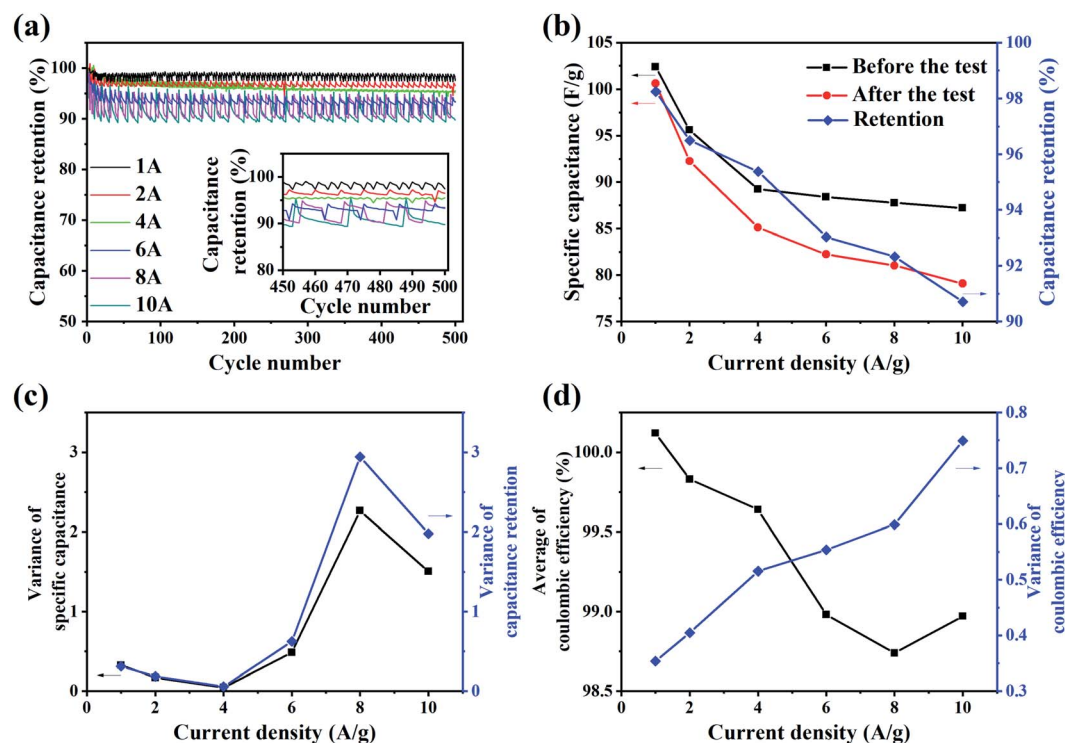 (a)
Capacitance retention (%)
100
90
80
70
60
50
0
100
200
300
400
500
Cycle number
1A
2A
4A
6A
8A
10A
Capacitance
retention (%)
100
90
80
450
460
470
480
490
500
Cycle number
(b)
Specific capacitance (F/g)
105
100
95
90
85
80
75
0
2
4
6
8
10
Current density (A/g)
Before the test
After the test
Retention
100
98
96
94
92
90
Capacitance retention (%)
(c)
Variance of
specific capacitance
3
2
1
0
0
2
4
6
8
10
Current density (A/g)
3
2
1
0
Variance of
capacitance retention
(d)
Average of
coulombic efficiency (%)
100.0
99.5
99.0
98.5
0
2
4
6
8
10
Current density (A/g)
0.8
0.7
0.6
0.5
0.4
0.3
Variance of
coulombic efficiency